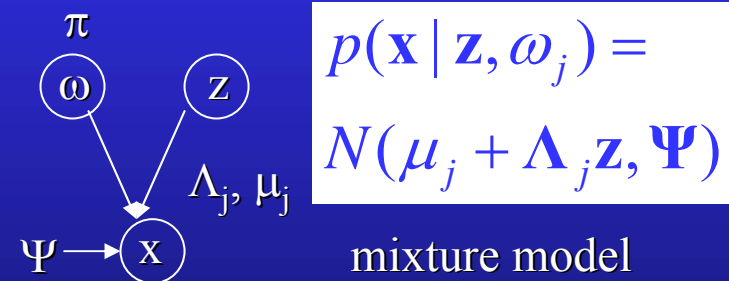 π
ω z
p(x | z, ω_j) =
N(μ_j + Λ_j z, Ψ)
Λ_j, μ_j
Ψ x
mixture model